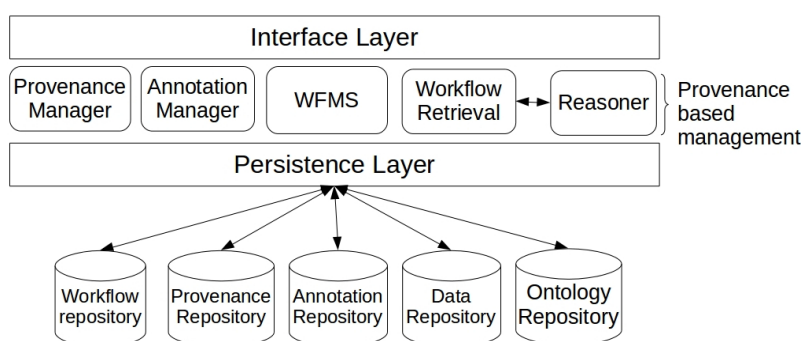 Interface Layer
Provenance
Manager
Annotation
Manager
WFMS
Workflow
Retrieval
Reasoner
Provenance
based
management
Persistence Layer
Workflow
repository
Provenance
Repository
Annotation
Repository
Data
Repository
Ontology
Repository